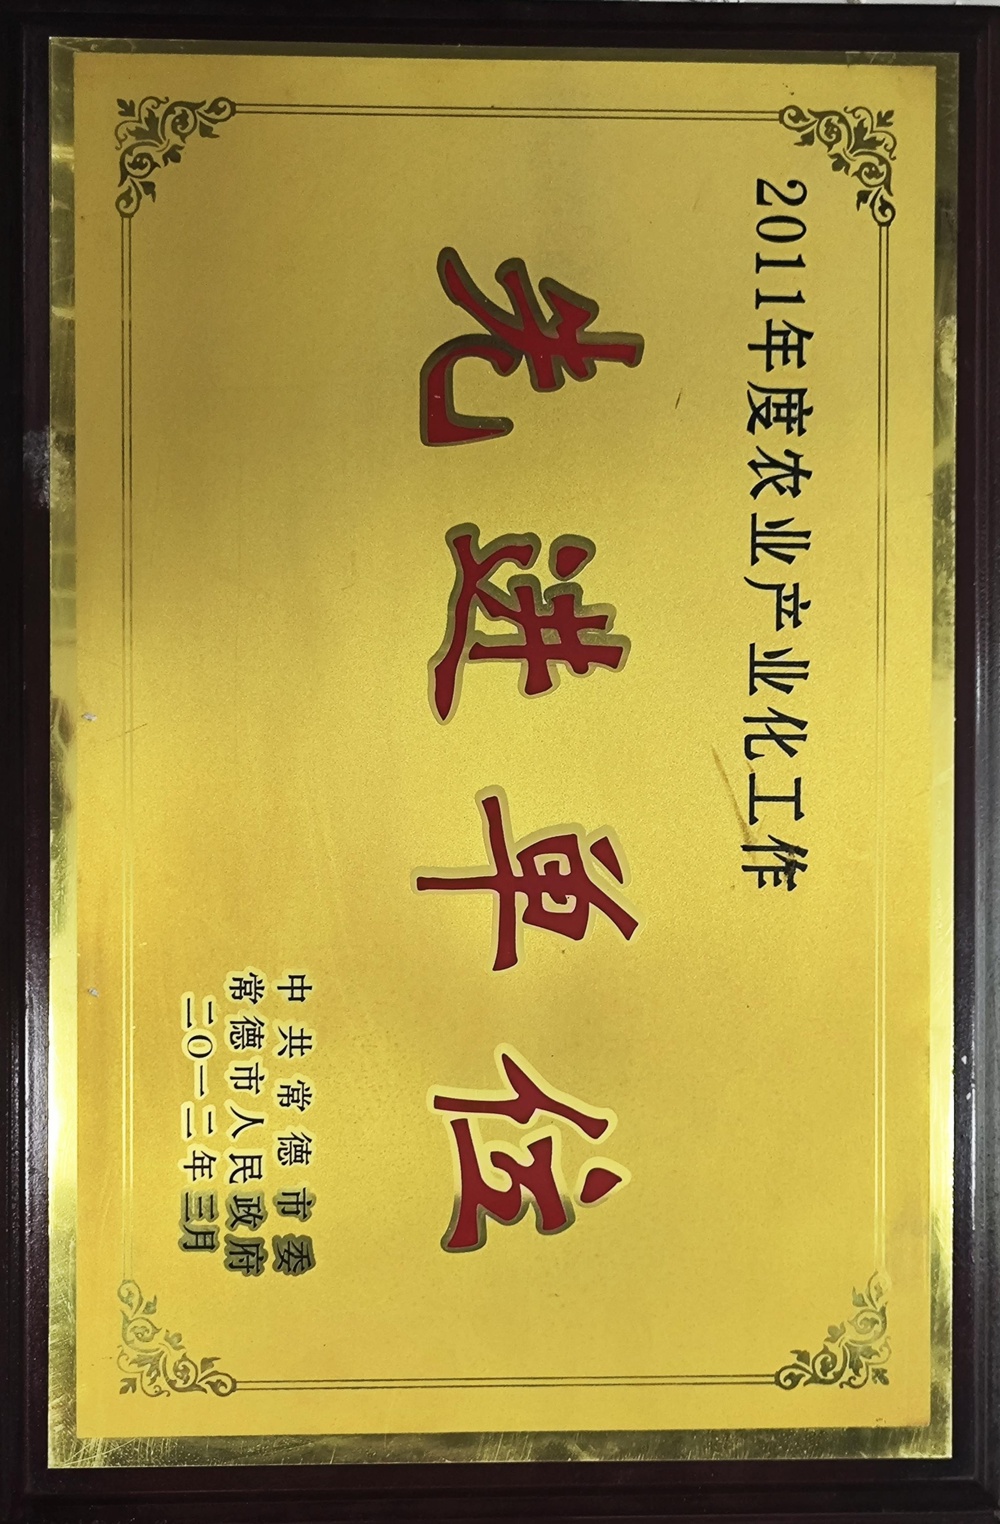 2011年度农业产业化工作
先进单位
中共常德市委
常德市人民政府
二〇一二年三月